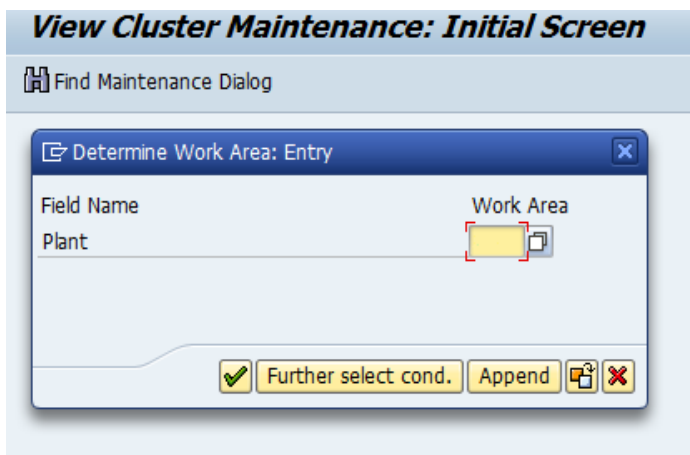 View Cluster Maintenance: Initial Screen
Find Maintenance Dialog
Determine Work Area: Entry
Field Name Work Area
Plant
Further select cond. Append